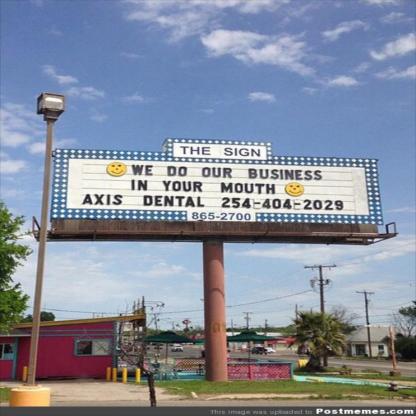 THE SIGN
WE DO OUR BUSINESS
IN YOUR MOUTH
AXIS DENTAL 254-404-2029
865-2700
This image was uploaded to Postmemes.com